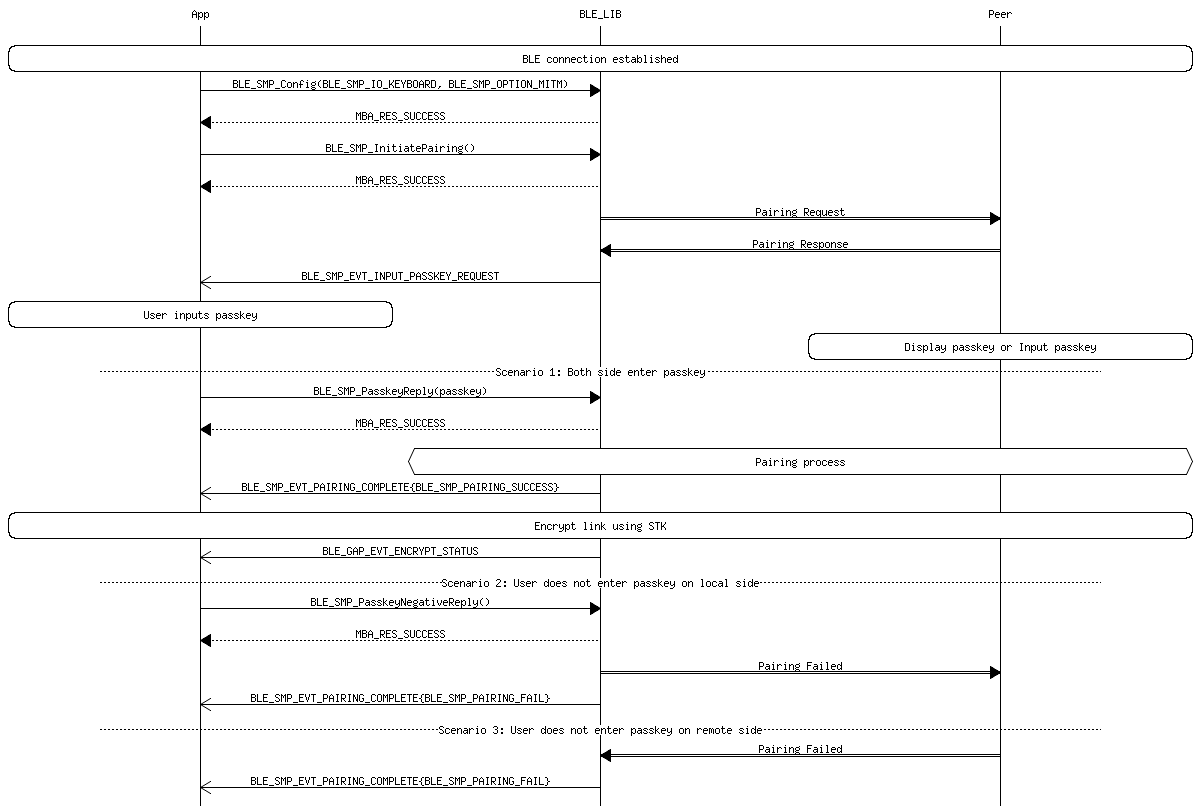 App BLE_LIB Peer
BLE connection established
BLE_SMP_Config(BLE_SMP_IO_KEYBOARD, BLE_SMP_OPTION_MITM)
MBA_RES_SUCCESS
BLE_SMP_InitiatePairing()
MBA_RES_SUCCESS
Pairing Request
Pairing Response
BLE_SMP_EVT_INPUT_PASSKEY_REQUEST
User inputs passkey
Display passkey or Input passkey
Scenario 1: Both side enter passkey
BLE_SMP_PasskeyReply(passkey)
MBA_RES_SUCCESS
Pairing process
BLE_SMP_EVT_PAIRING_COMPLETE{BLE_SMP_PAIRING_SUCCESS}
Encrypt link using STK
BLE_GAP_EVT_ENCRYPT_STATUS
Scenario 2: User does not enter passkey on local side
BLE_SMP_PasskeyNegativeReply()
MBA_RES_SUCCESS
Pairing Failed
BLE_SMP_EVT_PAIRING_COMPLETE{BLE_SMP_PAIRING_FAIL}
Scenario 3: User does not enter passkey on remote side
Pairing Failed
BLE_SMP_EVT_PAIRING_COMPLETE{BLE_SMP_PAIRING_FAIL}